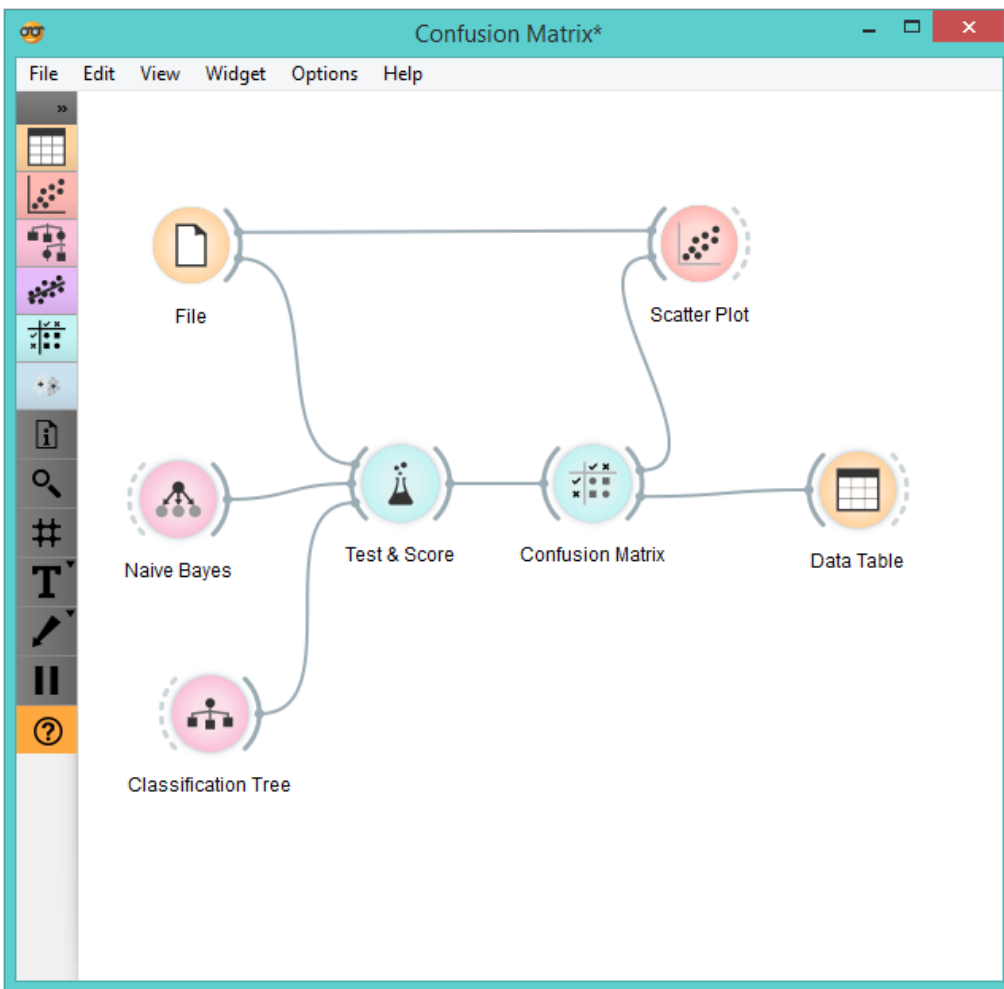 Confusion Matrix*
File Edit View Widget Options Help
»
File
Scatter Plot
Naive Bayes
Test & Score
Confusion Matrix
Data Table
T
Classification Tree